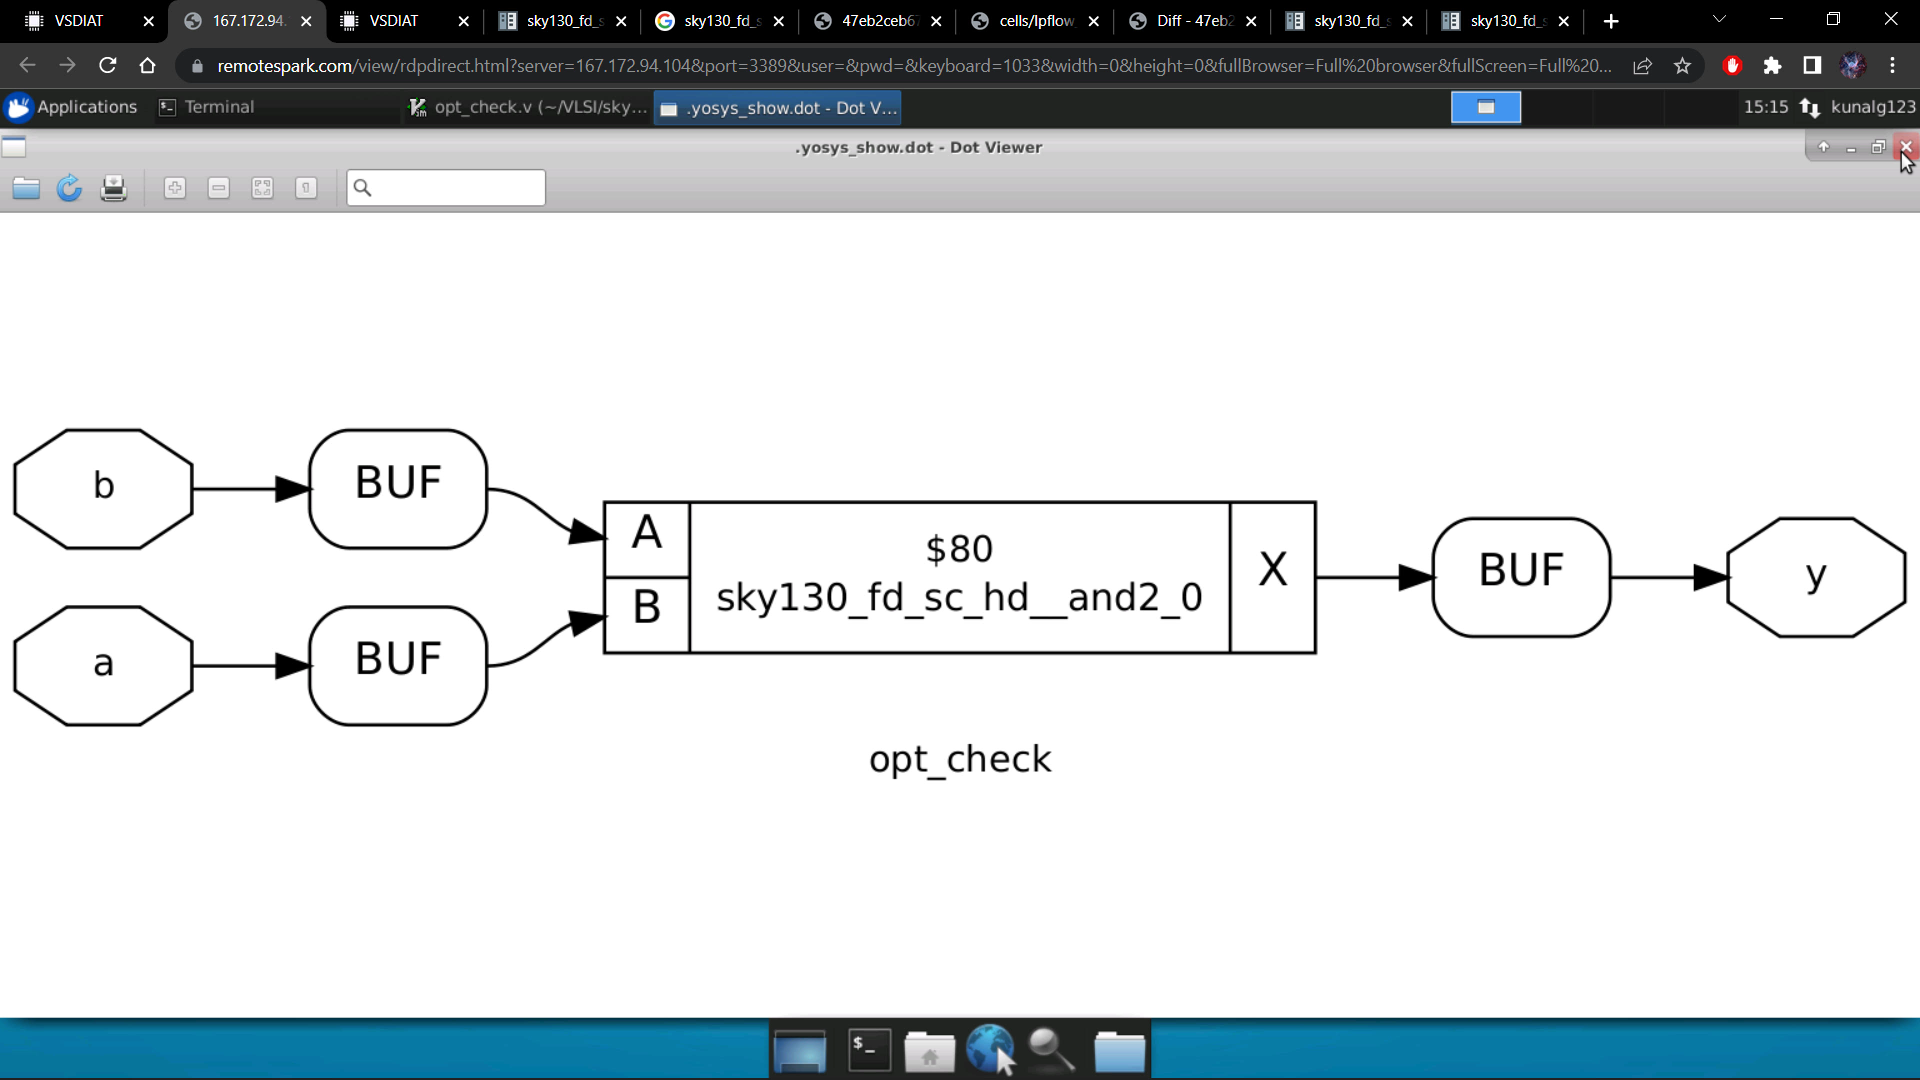 VSDIAT
167.172.94.
VSDIAT
sky130_fd_s
sky130_fd_s
47eb2ceb67
cells/lpflow
Diff - 47eb2
sky130_fd_s
sky130_fd_s
remotespark.com/view/rdpdirect.html?server=167.172.94.104&port=3389&user=&pwd=&keyboard=1033&width=0&height=0&fullBrowser=Full%20browser&fullScreen=Full%20...
Applications
Terminal
opt_check.v (~/VLSI/sky...
.yosys_show.dot - Dot V...
15:15
kunalg123
.yosys_show.dot - Dot Viewer
b
BUF
A
$80
sky130_fd_sc_hd__and2_0
X
BUF
y
a
BUF
B
opt_check
$_